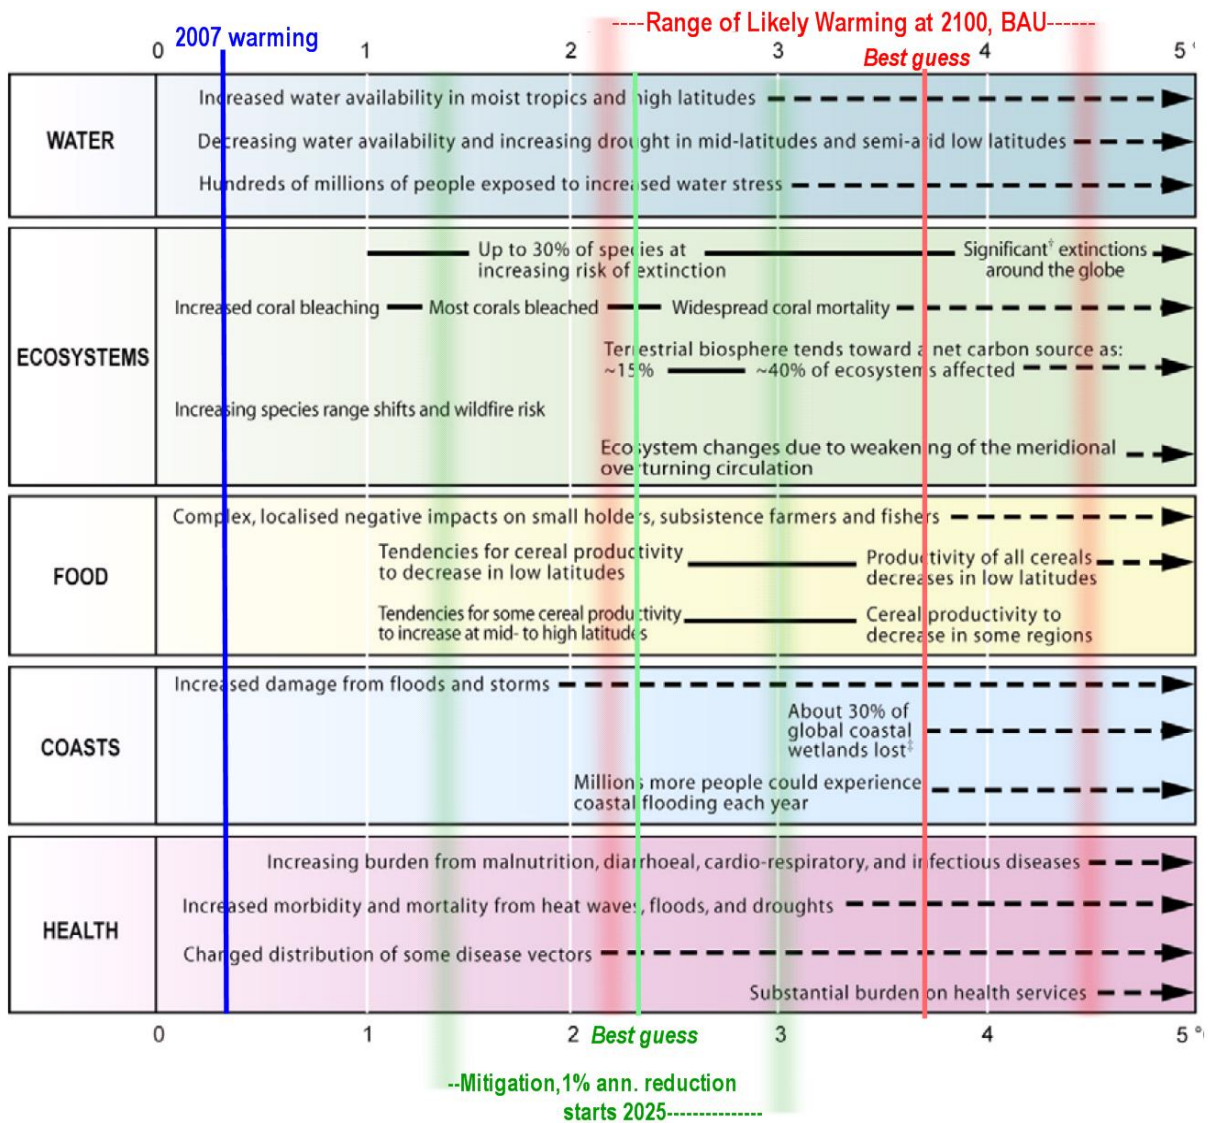 ----Range of Likely Warming at 2100, BAU------
2007 warming
Best guess
0 1 2 3 4 5 °
WATER
Increased water availability in moist tropics and high latitudes
Decreasing water availability and increasing drought in mid-latitudes and semi-arid low latitudes
Hundreds of millions of people exposed to increased water stress
ECOSYSTEMS
Up to 30% of species at
increasing risk of extinction
Significant† extinctions
around the globe
Increased coral bleaching Most corals bleached Widespread coral mortality
Terrestrial biosphere tends toward a net carbon source as:
~15% ~40% of ecosystems affected
Increasing species range shifts and wildfire risk
Ecosystem changes due to weakening of the meridional
overturning circulation
FOOD
Complex, localised negative impacts on small holders, subsistence farmers and fishers
Tendencies for cereal productivity
to decrease in low latitudes
Productivity of all cereals
decreases in low latitudes
Tendencies for some cereal productivity
to increase at mid- to high latitudes
Cereal productivity to
decrease in some regions
COASTS
Increased damage from floods and storms
About 30% of
global coastal
wetlands lost‡
Millions more people could experience
coastal flooding each year
HEALTH
Increasing burden from malnutrition, diarrhoeal, cardio-respiratory, and infectious diseases
Increased morbidity and mortality from heat waves, floods, and droughts
Changed distribution of some disease vectors
Substantial burden on health services
0 1 2 3 4 5 °
Best guess
--Mitigation,1% ann. reduction
starts 2025---------------